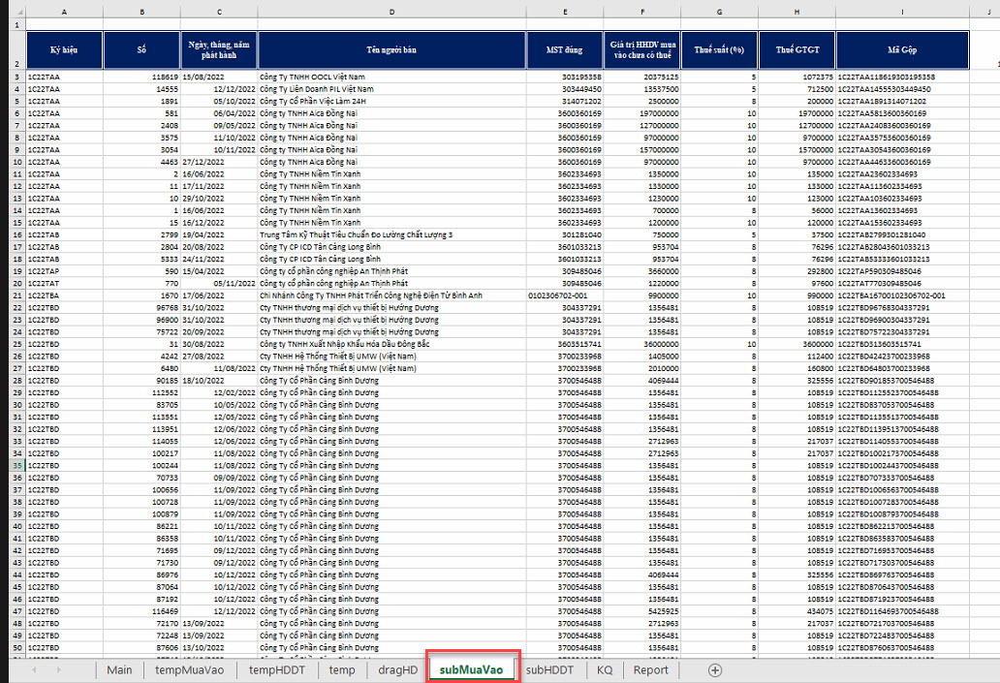 A B C D E F G H I J
1
2 Ký hiệu Số Ngày, tháng, năm phát hành Tên người bán MST đúng Giá trị HHDV mua vào chưa có thuế Thuế suất (%) Thuế GTGT Mã Gộp
3 1C22TAA 118619 15/08/2022 Công Ty TNHH OOCL Việt Nam 303195358 20375125 5 1072375 1C22TAA118619303195358
4 1C22TAA 14555 12/12/2022 Công Ty Liên Doanh PIL Việt Nam 303449450 13537500 5 712500 1C22TAA14555303449450
5 1C22TAA 1891 05/10/2022 Công Ty Cổ Phần Việc Làm 24H 314071202 2500000 8 200000 1C22TAA1891314071202
6 1C22TAA 581 06/04/2022 Công ty TNHH Aica Đồng Nai 3600360169 197000000 10 19700000 1C22TAA5813600360169
7 1C22TAA 2408 09/05/2022 Công ty TNHH Aica Đồng Nai 3600360169 127000000 10 12700000 1C22TAA24083600360169
8 1C22TAA 3575 11/10/2022 Công ty TNHH Aica Đồng Nai 3600360169 97000000 10 9700000 1C22TAA35753600360169
9 1C22TAA 3054 10/11/2022 Công ty TNHH Aica Đồng Nai 3600360169 157000000 10 15700000 1C22TAA30543600360169
10 1C22TAA 4463 27/12/2022 Công ty TNHH Aica Đồng Nai 3600360169 97000000 10 9700000 1C22TAA44633600360169
11 1C22TAA 2 16/06/2022 Công Ty TNHH Niềm Tin Xanh 3602334693 1350000 10 135000 1C22TAA23602334693
12 1C22TAA 11 17/11/2022 Công Ty TNHH Niềm Tin Xanh 3602334693 1330000 10 133000 1C22TAA113602334693
13 1C22TAA 10 29/10/2022 Công Ty TNHH Niềm Tin Xanh 3602334693 1230000 10 123000 1C22TAA103602334693
14 1C22TAA 1 16/06/2022 Công Ty TNHH Niềm Tin Xanh 3602334693 700000 8 56000 1C22TAA13602334693
15 1C22TAA 15 16/12/2022 Công Ty TNHH Niềm Tin Xanh 3602334693 1200000 10 120000 1C22TAA153602334693
16 1C22TAB 2799 19/04/2022 Trung Tâm Kỹ Thuật Tiêu Chuẩn Đo Lường Chất Lượng 3 301281040 750000 5 37500 1C22TAB2799301281040
17 1C22TAB 2804 20/08/2022 Công Ty CP ICD Tân Cảng Long Bình 3601033213 953704 8 76296 1C22TAB28043601033213
18 1C22TAB 5333 24/11/2022 Công Ty CP ICD Tân Cảng Long Bình 3601033213 953704 8 76296 1C22TAB53333601033213
19 1C22TAP 590 15/04/2022 Công ty cổ phần công nghiệp An Thịnh Phát 309485046 3660000 8 292800 1C22TAP590309485046
20 1C22TAT 770 05/11/2022 Công ty cổ phần công nghiệp An Thịnh Phát 309485046 1220000 8 97600 1C22TAT770309485046
21 1C22TBA 1670 17/06/2022 Chi Nhánh Công Ty TNHH Phát Triển Công Nghệ Điện Tử Bình Anh 0102306702-001 9900000 10 990000 1C22TBA16700102306702-001
22 1C22TBD 96768 31/10/2022 Cty TNHH thương mại dịch vụ thiết bị Hướng Dương 304337291 1356481 8 108519 1C22TBD96768304337291
23 1C22TBD 96900 31/10/2022 Cty TNHH thương mại dịch vụ thiết bị Hướng Dương 304337291 1356481 8 108519 1C22TBD96900304337291
24 1C22TBD 75722 20/09/2022 Cty TNHH thương mại dịch vụ thiết bị Hướng Dương 304337291 1356481 8 108519 1C22TBD75722304337291
25 1C22TBD 31 30/08/2022 Công ty TNHH Xuất Nhập Khẩu Hóa Dầu Đông Bắc 3603515741 36000000 10 3600000 1C22TBD313603515741
26 1C22TBD 4242 27/08/2022 Cty TNHH Hệ Thống Thiết Bị UMW (Việt Nam) 3700233968 1405000 8 112400 1C22TBD42423700233968
27 1C22TBD 6480 11/08/2022 Cty TNHH Hệ Thống Thiết Bị UMW (Việt Nam) 3700233968 2010000 8 160800 1C22TBD64803700233968
28 1C22TBD 90185 18/10/2022 Công Ty Cổ Phần Cảng Bình Dương 3700546488 4069444 8 325556 1C22TBD901853700546488
29 1C22TBD 112552 12/02/2022 Công Ty Cổ Phần Cảng Bình Dương 3700546488 1356481 8 108519 1C22TBD1125523700546488
30 1C22TBD 83705 10/05/2022 Công Ty Cổ Phần Cảng Bình Dương 3700546488 1356481 8 108519 1C22TBD837053700546488
31 1C22TBD 113551 12/05/2022 Công Ty Cổ Phần Cảng Bình Dương 3700546488 1356481 8 108519 1C22TBD1135513700546488
32 1C22TBD 113951 12/06/2022 Công Ty Cổ Phần Cảng Bình Dương 3700546488 1356481 8 108519 1C22TBD1139513700546488
33 1C22TBD 114055 12/06/2022 Công Ty Cổ Phần Cảng Bình Dương 3700546488 2712963 8 217037 1C22TBD1140553700546488
34 1C22TBD 100217 11/08/2022 Công Ty Cổ Phần Cảng Bình Dương 3700546488 2712963 8 217037 1C22TBD1002173700546488
35 1C22TBD 100244 11/08/2022 Công Ty Cổ Phần Cảng Bình Dương 3700546488 1356481 8 108519 1C22TBD1002443700546488
36 1C22TBD 70733 09/09/2022 Công Ty Cổ Phần Cảng Bình Dương 3700546488 1356481 8 108519 1C22TBD707333700546488
37 1C22TBD 100656 11/09/2022 Công Ty Cổ Phần Cảng Bình Dương 3700546488 1356481 8 108519 1C22TBD1006563700546488
38 1C22TBD 100728 11/09/2022 Công Ty Cổ Phần Cảng Bình Dương 3700546488 1356481 8 108519 1C22TBD1007283700546488
39 1C22TBD 100879 11/09/2022 Công Ty Cổ Phần Cảng Bình Dương 3700546488 1356481 8 108519 1C22TBD1008793700546488
40 1C22TBD 86221 10/11/2022 Công Ty Cổ Phần Cảng Bình Dương 3700546488 1356481 8 108519 1C22TBD862213700546488
41 1C22TBD 86358 10/11/2022 Công Ty Cổ Phần Cảng Bình Dương 3700546488 1356481 8 108519 1C22TBD863583700546488
42 1C22TBD 71695 09/12/2022 Công Ty Cổ Phần Cảng Bình Dương 3700546488 1356481 8 108519 1C22TBD716953700546488
43 1C22TBD 71730 09/12/2022 Công Ty Cổ Phần Cảng Bình Dương 3700546488 1356481 8 108519 1C22TBD717303700546488
44 1C22TBD 86976 10/12/2022 Công Ty Cổ Phần Cảng Bình Dương 3700546488 4069444 8 325556 1C22TBD869763700546488
45 1C22TBD 87064 10/12/2022 Công Ty Cổ Phần Cảng Bình Dương 3700546488 1356481 8 108519 1C22TBD870643700546488
46 1C22TBD 87192 10/12/2022 Công Ty Cổ Phần Cảng Bình Dương 3700546488 1356481 8 108519 1C22TBD871923700546488
47 1C22TBD 116469 12/12/2022 Công Ty Cổ Phần Cảng Bình Dương 3700546488 5425925 8 434075 1C22TBD1164693700546488
48 1C22TBD 72170 13/09/2022 Công Ty Cổ Phần Cảng Bình Dương 3700546488 2712963 8 217037 1C22TBD721703700546488
49 1C22TBD 72248 13/09/2022 Công Ty Cổ Phần Cảng Bình Dương 3700546488 1356481 8 108519 1C22TBD722483700546488
50 1C22TBD 87606 13/10/2022 Công Ty Cổ Phần Cảng Bình Dương 3700546488 1356481 8 108519 1C22TBD876063700546488
Main tempMuaVao tempHDDT temp dragHD subMuaVao subHDDT KQ Report